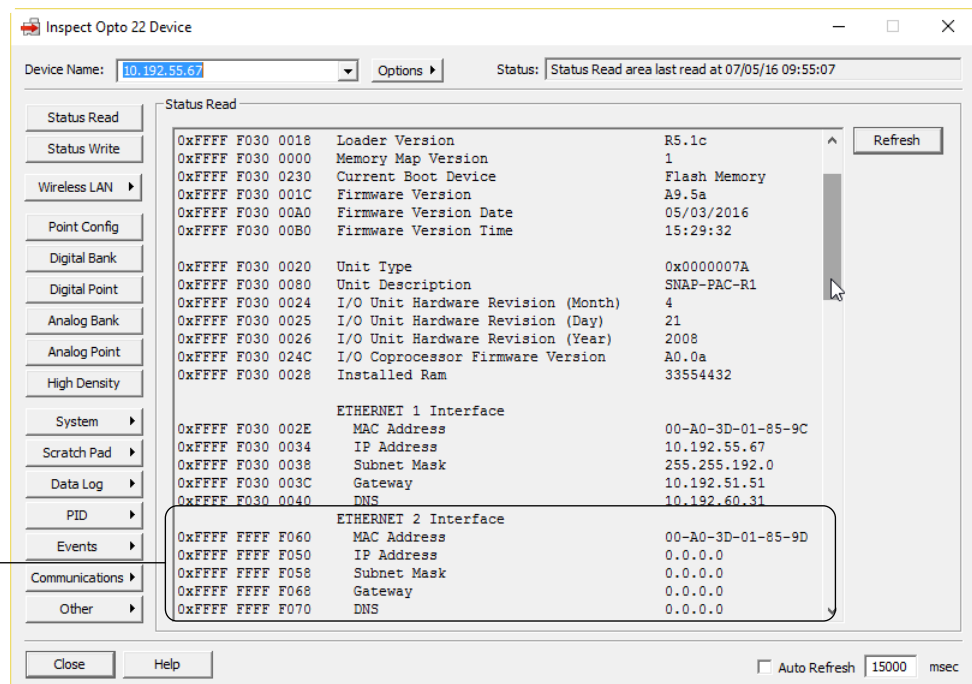 Inspect Opto 22 Device
Device Name: 10.192.55.67 Options Status: Status Read area last read at 07/05/16 09:55:07
Status Read
Status Write
Wireless LAN
Point Config
Digital Bank
Digital Point
Analog Bank
Analog Point
High Density
System
Scratch Pad
Data Log
PID
Events
Communications
Other
Status Read
0xFFFF F030 0018 Loader Version R5.1c
0xFFFF F030 0000 Memory Map Version 1
0xFFFF F030 0230 Current Boot Device Flash Memory
0xFFFF F030 001C Firmware Version A9.5a
0xFFFF F030 00A0 Firmware Version Date 05/03/2016
0xFFFF F030 00B0 Firmware Version Time 15:29:32
0xFFFF F030 0020 Unit Type 0x0000007A
0xFFFF F030 0080 Unit Description SNAP-PAC-R1
0xFFFF F030 0024 I/O Unit Hardware Revision (Month) 4
0xFFFF F030 0025 I/O Unit Hardware Revision (Day) 21
0xFFFF F030 0026 I/O Unit Hardware Revision (Year) 2008
0xFFFF F030 024C I/O Coprocessor Firmware Version A0.0a
0xFFFF F030 0028 Installed Ram 33554432
ETHERNET 1 Interface
0xFFFF F030 002E MAC Address 00-A0-3D-01-85-9C
0xFFFF F030 0034 IP Address 10.192.55.67
0xFFFF F030 0038 Subnet Mask 255.255.192.0
0xFFFF F030 003C Gateway 10.192.51.51
0xFFFF F030 0040 DNS 10.192.60.31
ETHERNET 2 Interface
0xFFFF FFFF F060 MAC Address 00-A0-3D-01-85-9D
0xFFFF FFFF F050 IP Address 0.0.0.0
0xFFFF FFFF F058 Subnet Mask 0.0.0.0
0xFFFF FFFF F068 Gateway 0.0.0.0
0xFFFF FFFF F070 DNS 0.0.0.0
Refresh
Close Help Auto Refresh 15000 msec